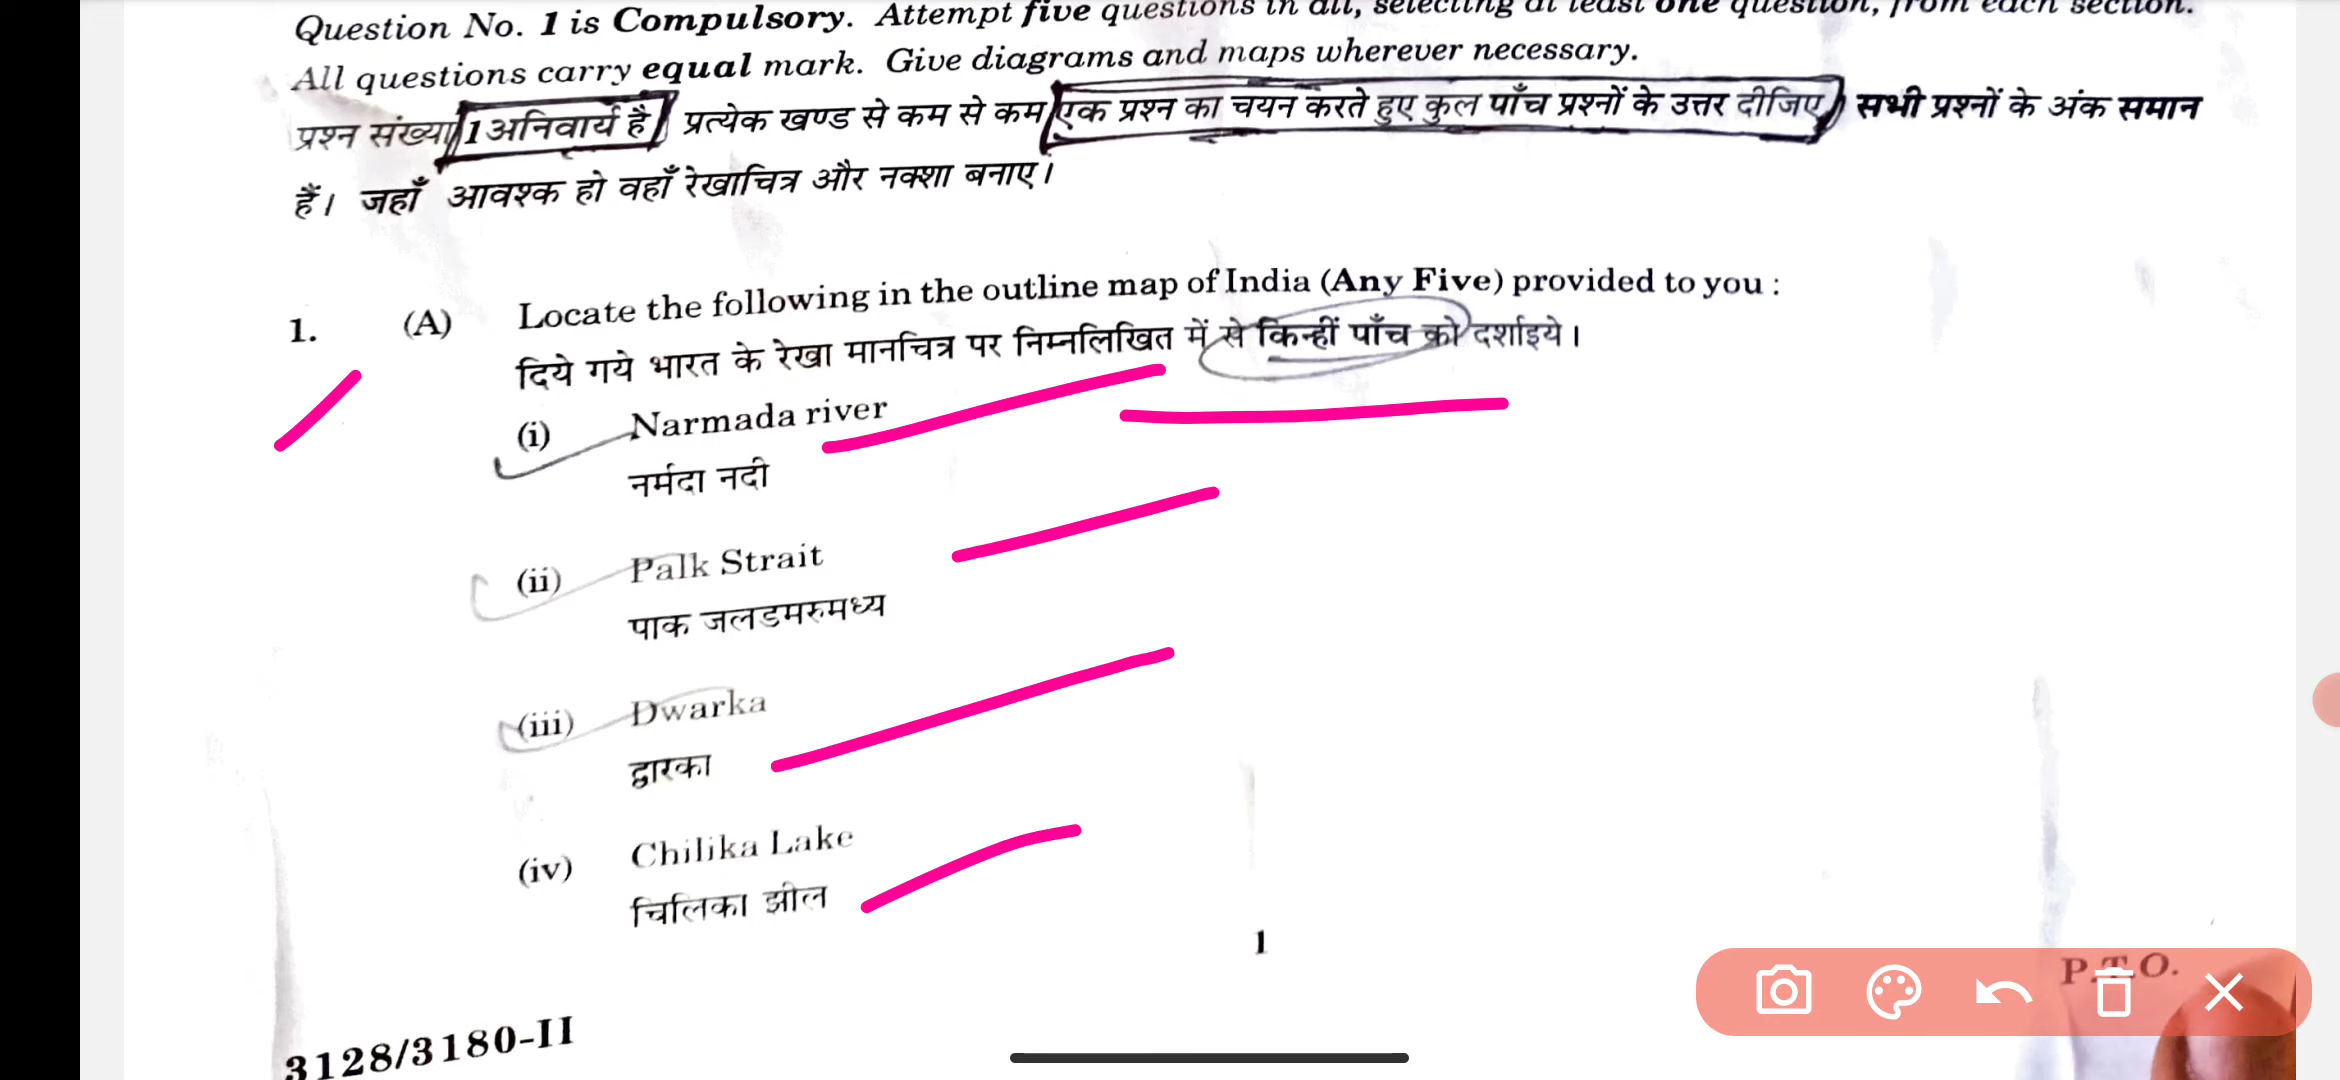 Question No. 1 is Compulsory. Attempt five questions in all, selecting at least one question, from each section.
All questions carry equal mark. Give diagrams and maps wherever necessary.
प्रश्न संख्या 1 अनिवार्य है। प्रत्येक खण्ड से कम से कम एक प्रश्न का चयन करते हुए कुल पाँच प्रश्नों के उत्तर दीजिए। सभी प्रश्नों के अंक समान
हैं। जहाँ आवश्क हो वहाँ रेखाचित्र और नक्शा बनाए।
1. (A) Locate the following in the outline map of India (Any Five) provided to you :
दिये गये भारत के रेखा मानचित्र पर निम्नलिखित में से किन्हीं पाँच को दर्शाइये।
(i) Narmada river
नर्मदा नदी
(ii) Palk Strait
पाक जलडमरुमध्य
(iii) Dwarka
द्वारका
(iv) Chilika Lake
चिलिका झील
1
P.T.O.
3128/3180-II